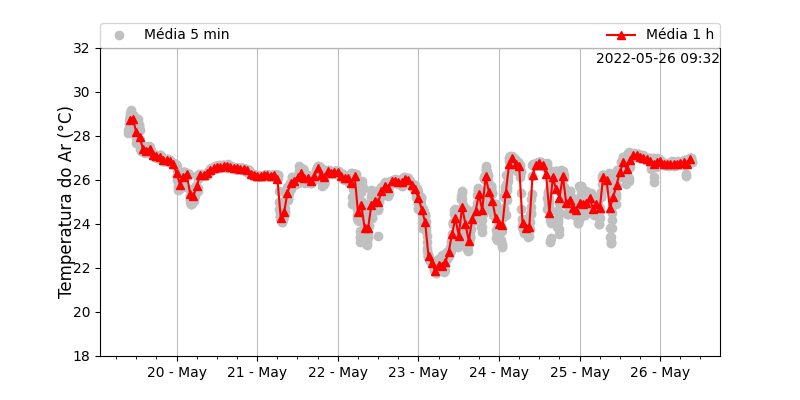 Média 5 min
Média 1 h
2022-05-26 09:32
Temperatura do Ar (°C)
32
30
28
26
24
22
20
18
20 - May
21 - May
22 - May
23 - May
24 - May
25 - May
26 - May